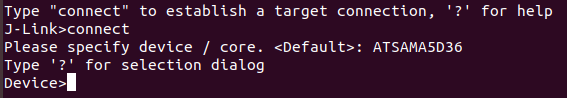 Type "connect" to establish a target connection, '?' for help
J-Link>connect
Please specify device / core. <Default>: ATSAMA5D36
Type '?' for selection dialog
Device>